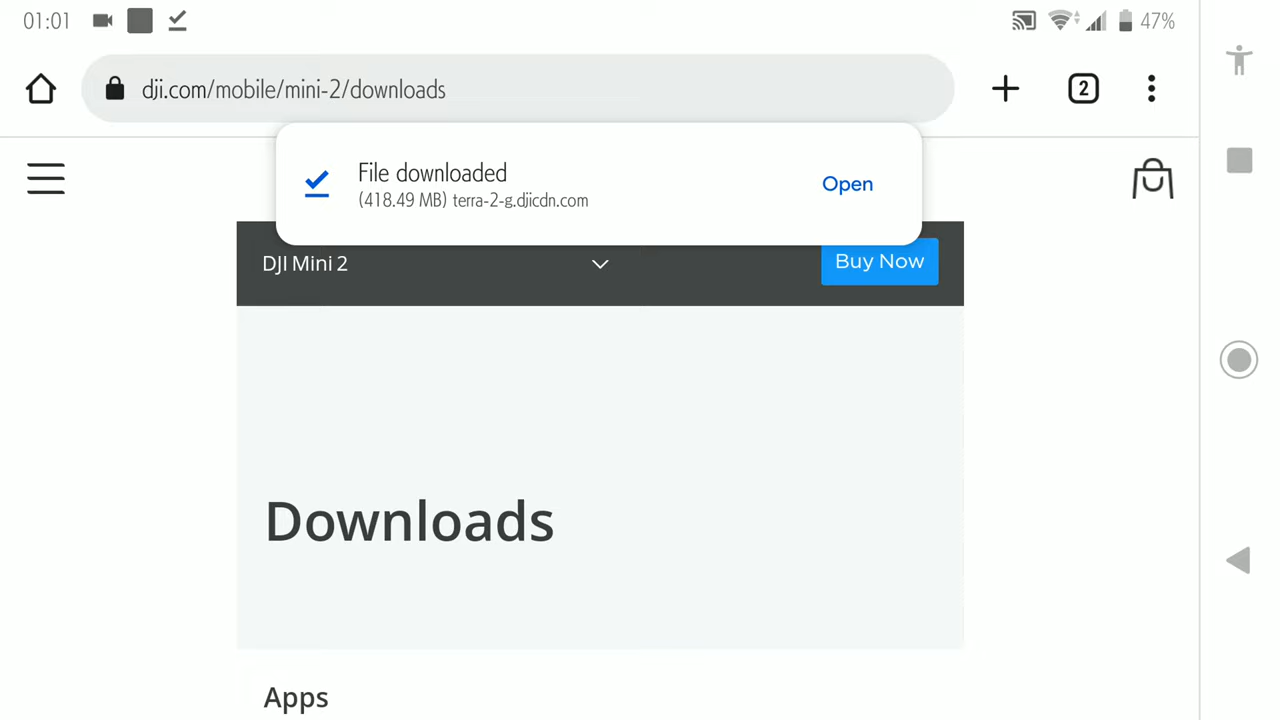 01:01
47%
dji.com/mobile/mini-2/downloads
2
File downloaded
(418.49 MB) terra-2-g.djicdn.com
Open
DJI Mini 2
Buy Now
Downloads
Apps